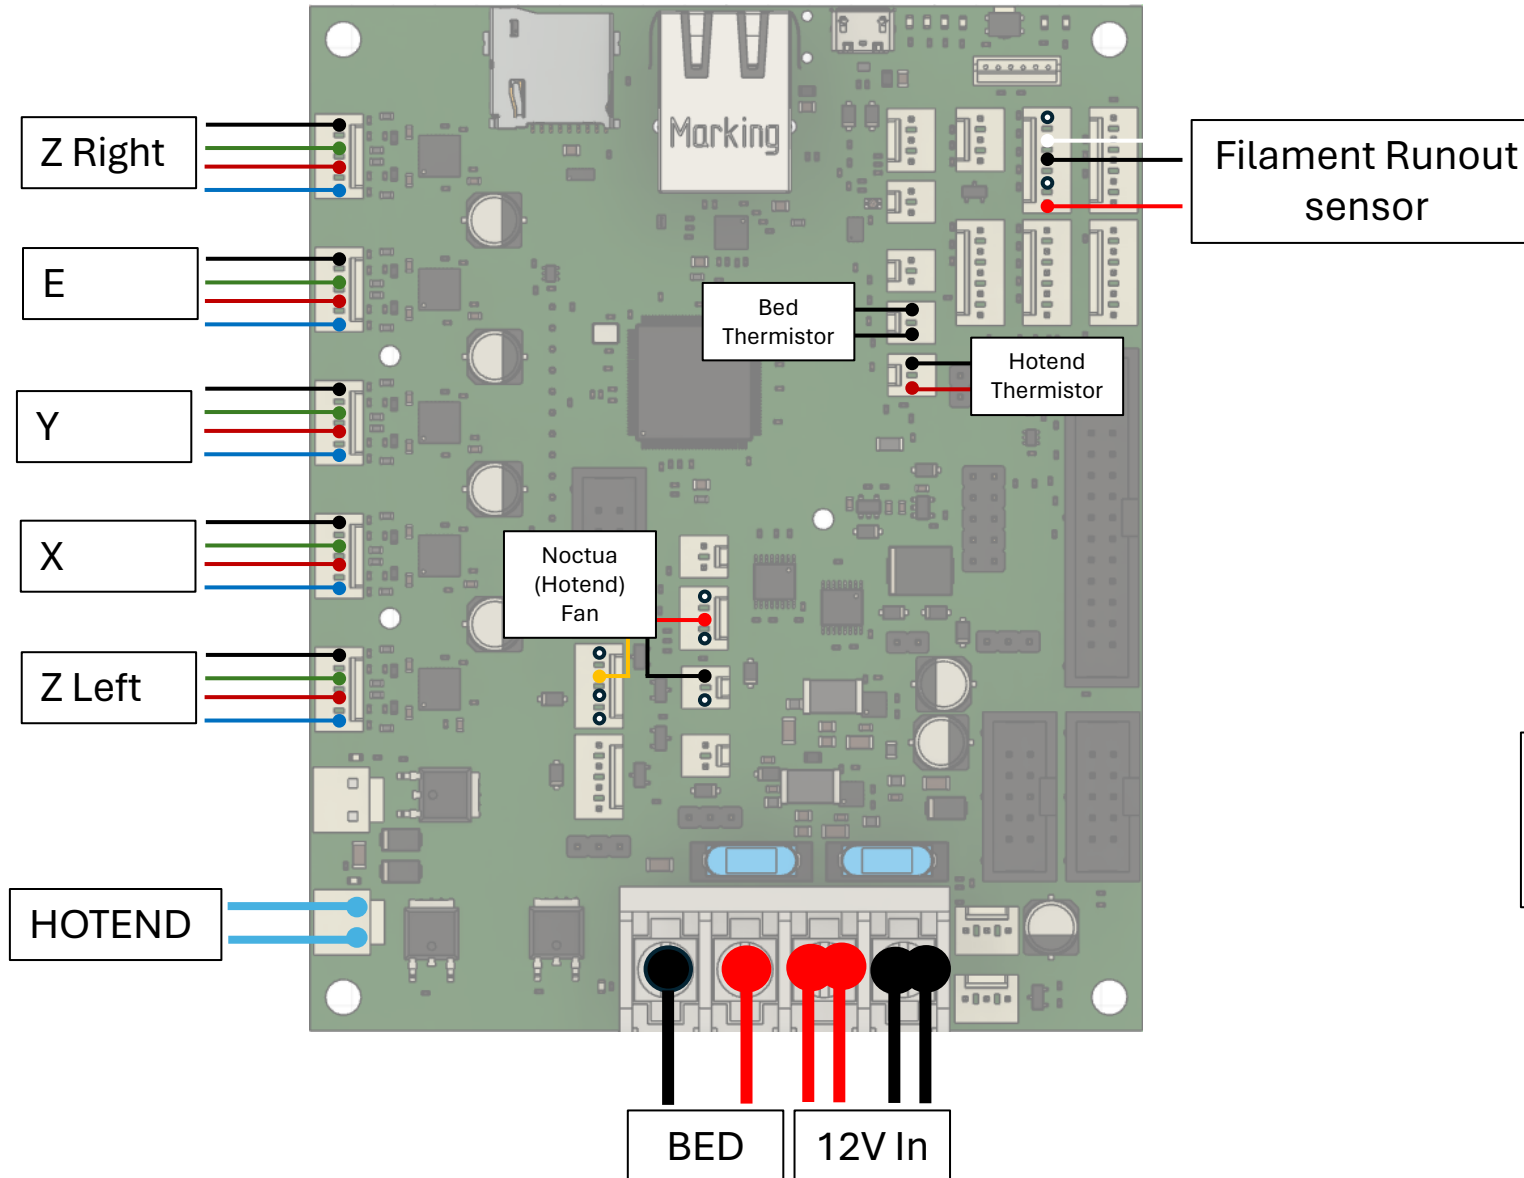 Marking
Z Right
Filament Runout
sensor
E
Bed
Thermistor
Hotend
Thermistor
Y
X
Noctua
(Hotend)
Fan
Z Left
HOTEND
BED
12V In